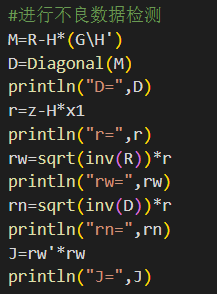 #进行不良数据检测
M=R-H*(G\H')
D=Diagonal(M)
println("D=",D)
r=z-H*x1
println("r=",r)
rw=sqrt(inv(R))*r
println("rw=",rw)
rn=sqrt(inv(D))*r
println("rn=",rn)
J=rw'*rw
println("J=",J)